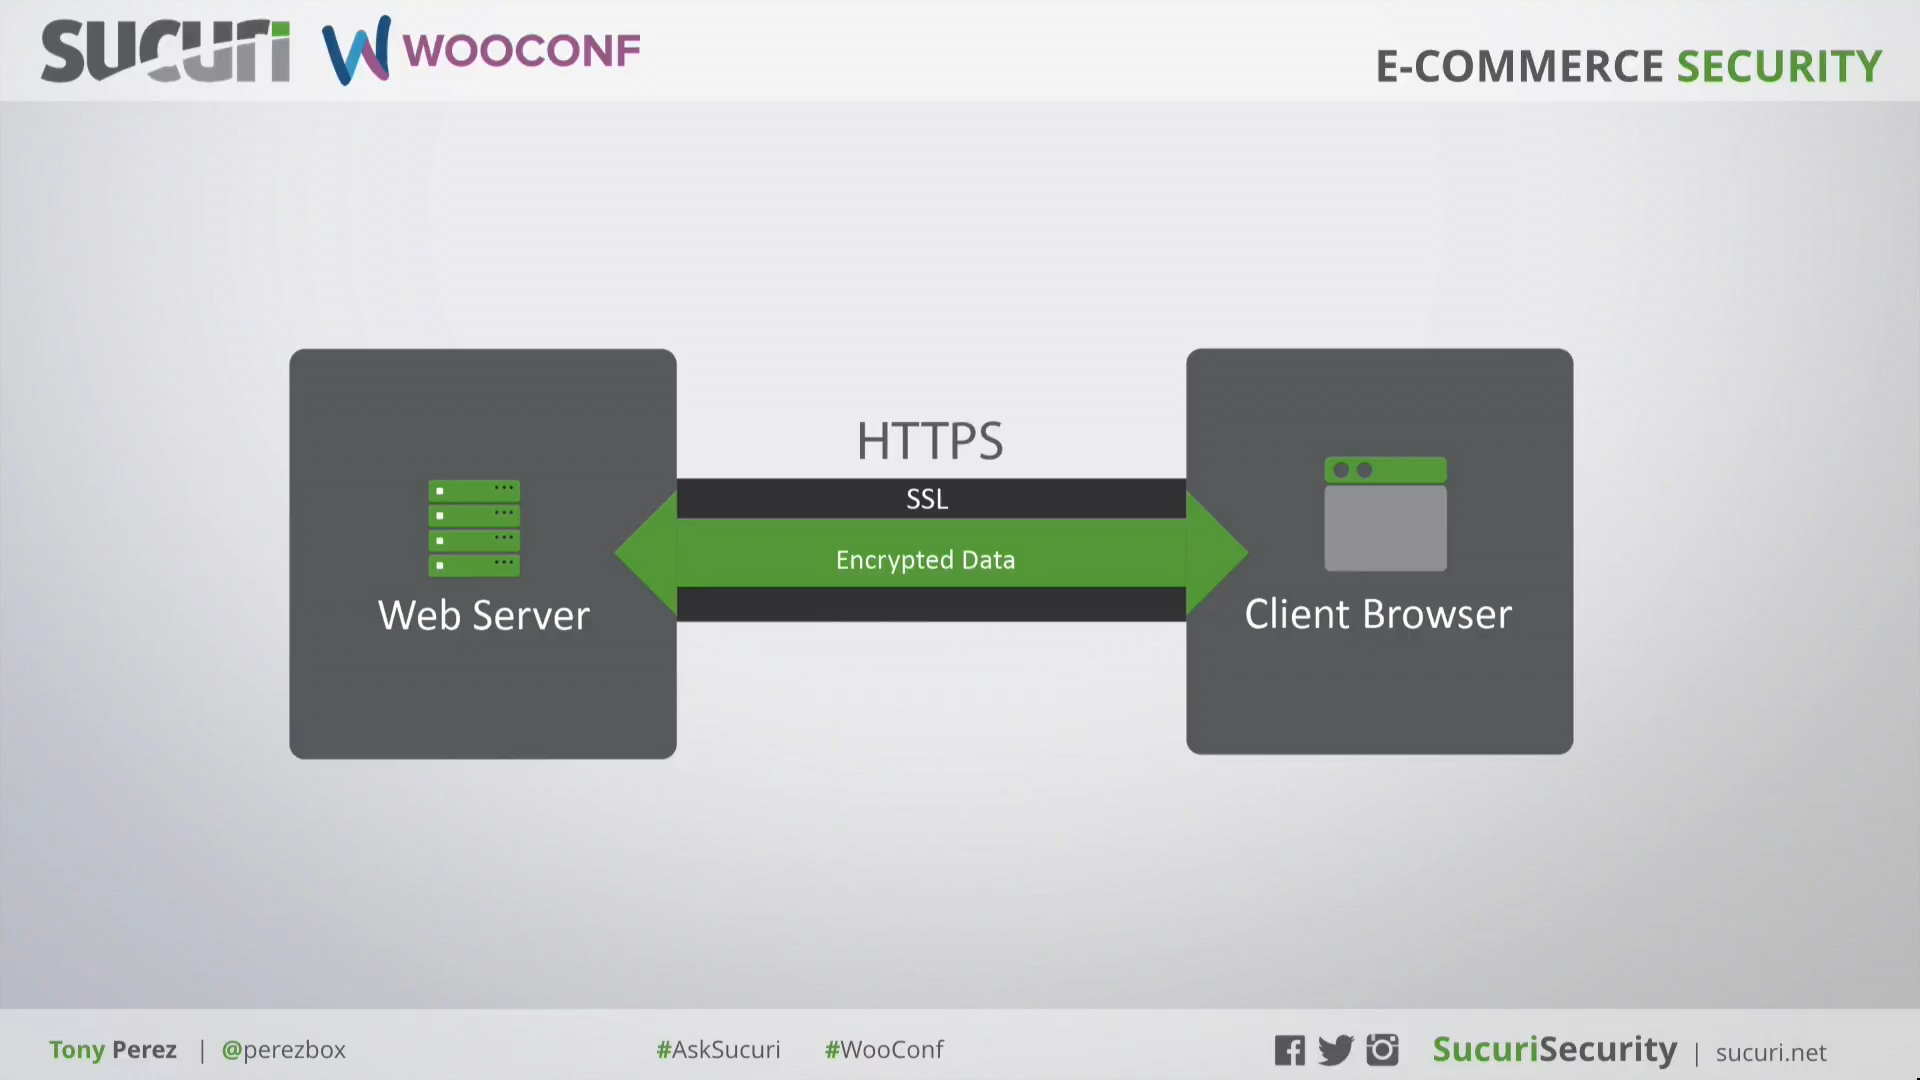 SUCURI WOOCONF
E-COMMERCE SECURITY
HTTPS
SSL
Encrypted Data
Web Server
Client Browser
Tony Perez | @perezbox
#AskSucuri #WooConf
SucuriSecurity | sucuri.net